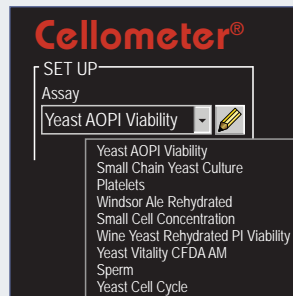 Cellometer®
SET UP
Assay
Yeast AOPI Viability
Yeast AOPI Viability
Small Chain Yeast Culture
Platelets
Windsor Ale Rehydrated
Small Cell Concentration
Wine Yeast Rehydrated PI Viability
Yeast Vitality CFDA AM
Sperm
Yeast Cell Cycle